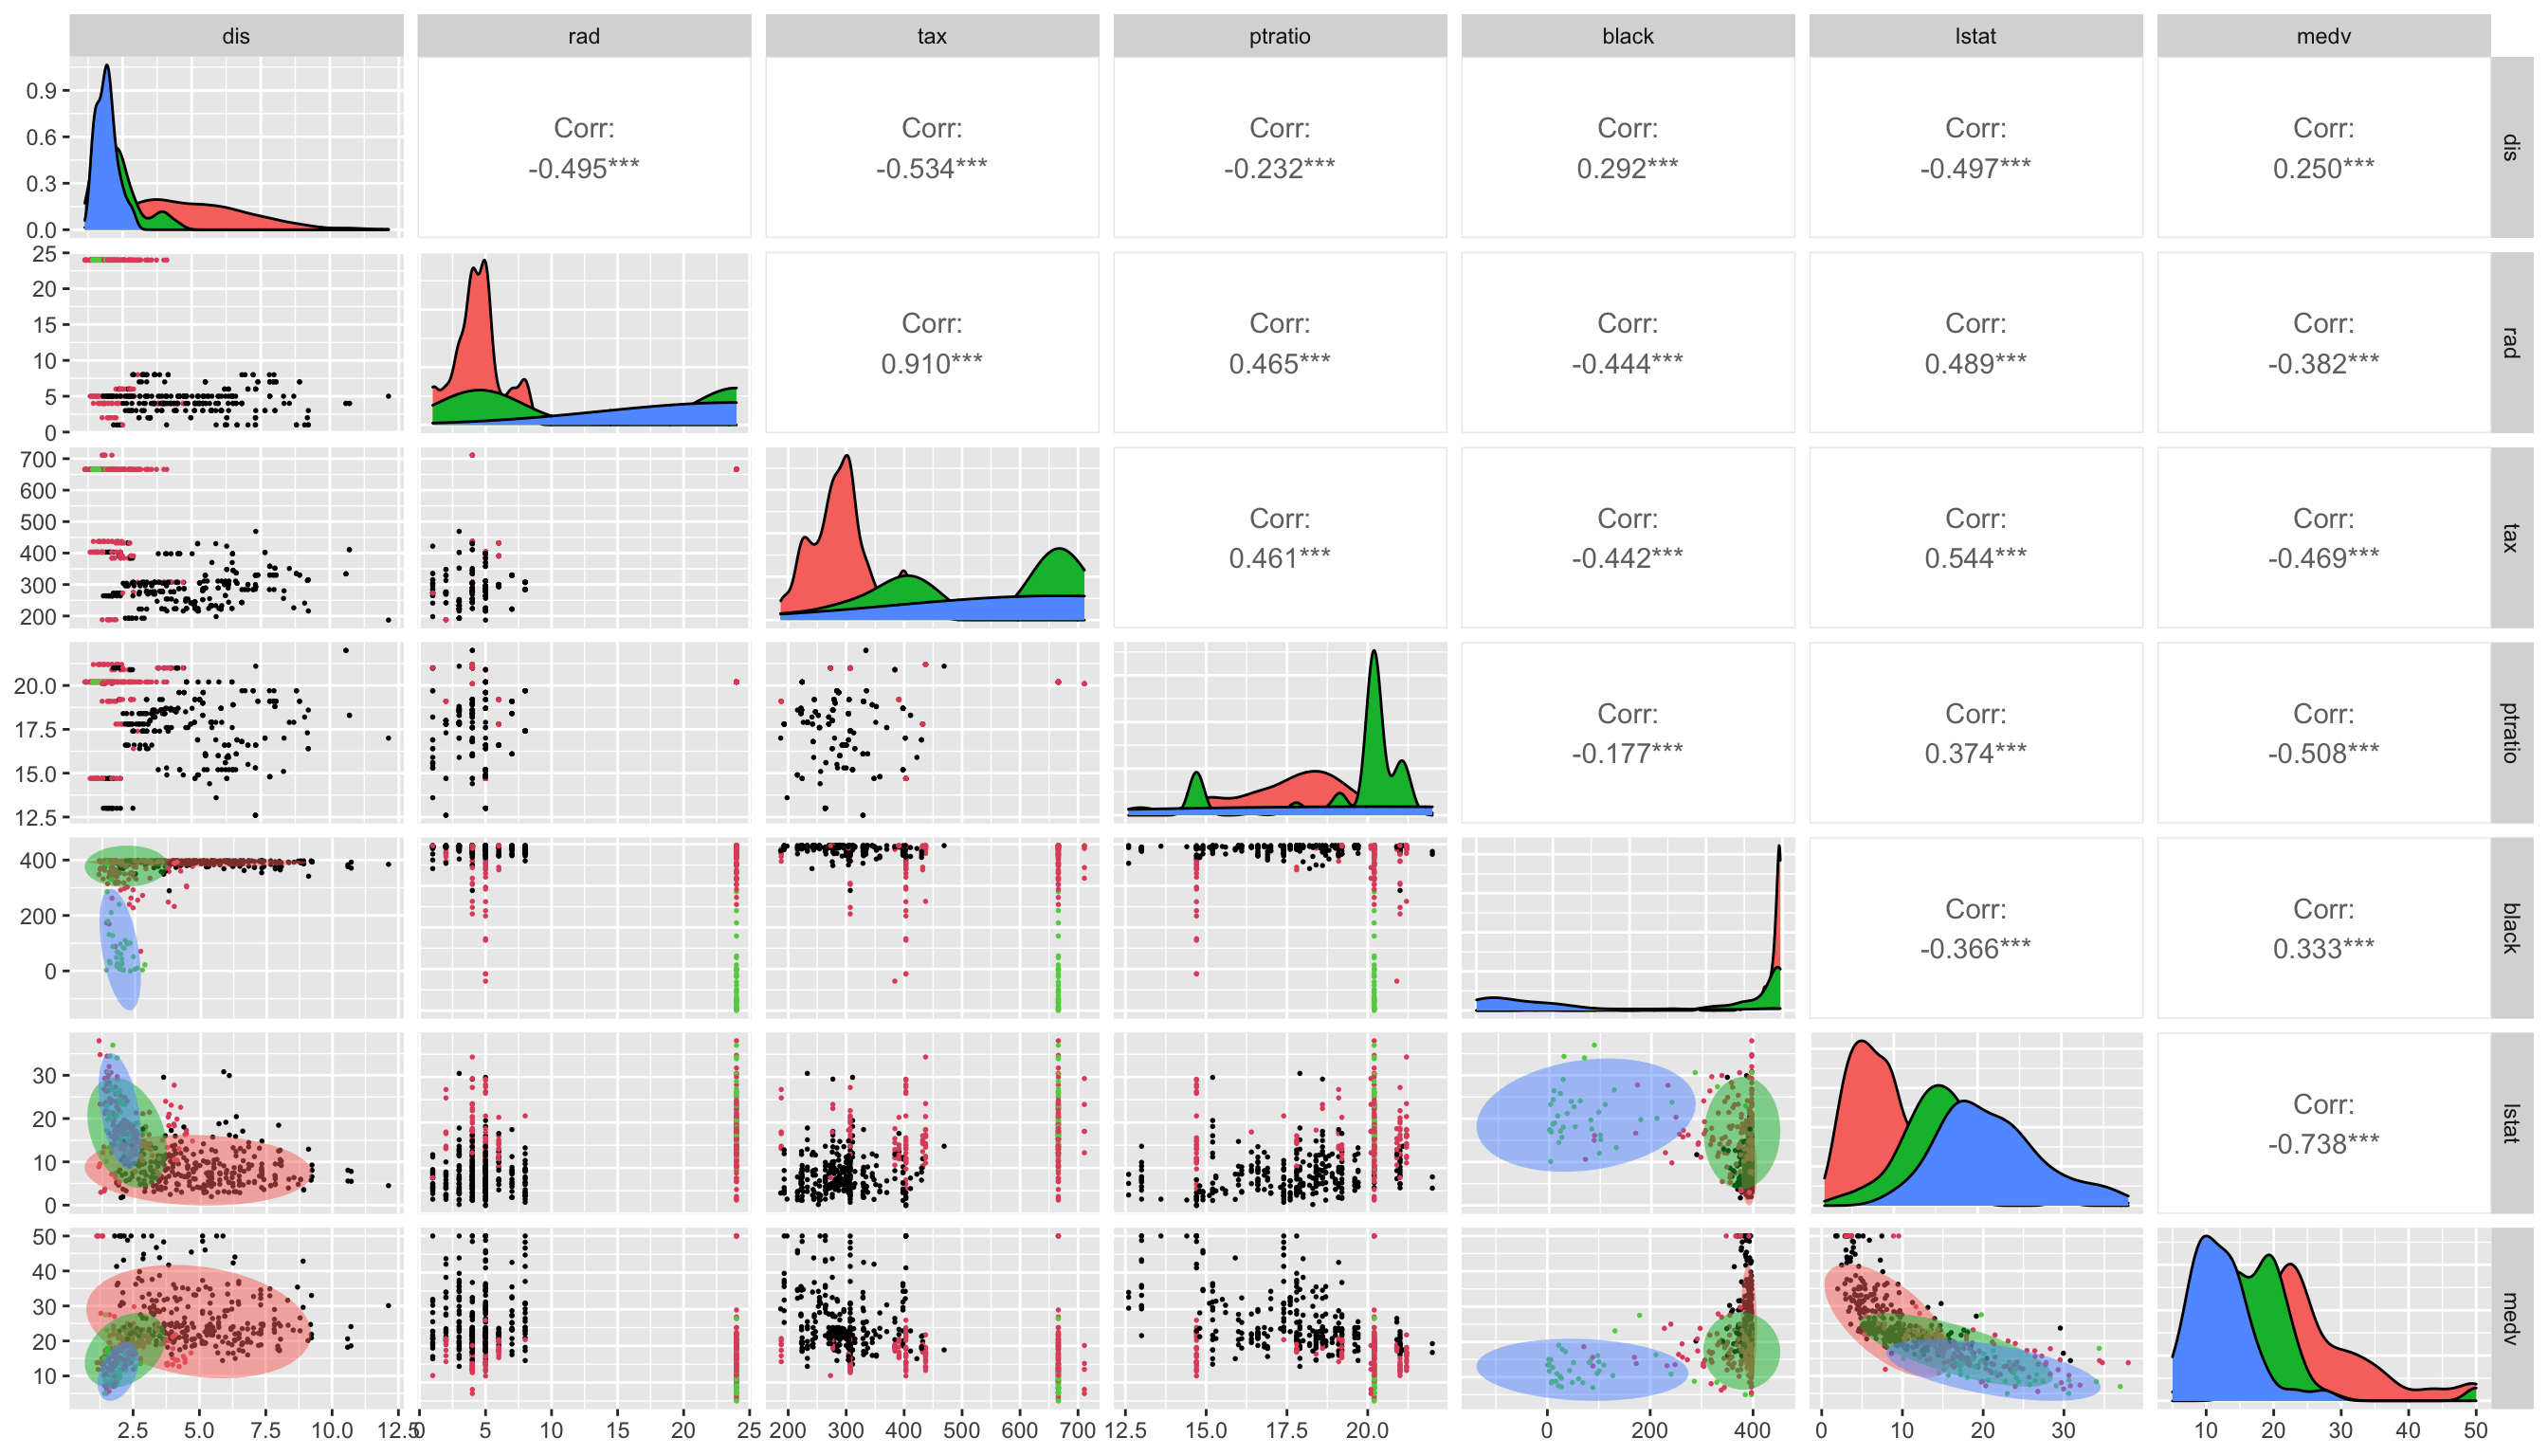 dis rad tax ptratio black lstat medv
0.9
0.6
0.3
0.0
Corr: Corr: Corr: Corr: Corr: Corr:
-0.495*** -0.534*** -0.232*** 0.292*** -0.497*** 0.250***
dis
25
20
15
10
5
0
Corr: Corr: Corr: Corr: Corr:
0.910*** 0.465*** -0.444*** 0.489*** -0.382***
rad
700
600
500
400
300
200
Corr: Corr: Corr: Corr:
0.461*** -0.442*** 0.544*** -0.469***
tax
20.0
17.5
15.0
12.5
Corr: Corr: Corr:
-0.177*** 0.374*** -0.508***
ptratio
400
200
0
Corr: Corr:
-0.366*** 0.333***
black
30
20
10
0
Corr:
-0.738***
lstat
50
40
30
20
10
medv
2.5 5.0 7.5 10.0 12.5 0 5 10 15 20 25 200 300 400 500 600 700 12.5 15.0 17.5 20.0 0 200 400 0 10 20 30 10 20 30 40 50